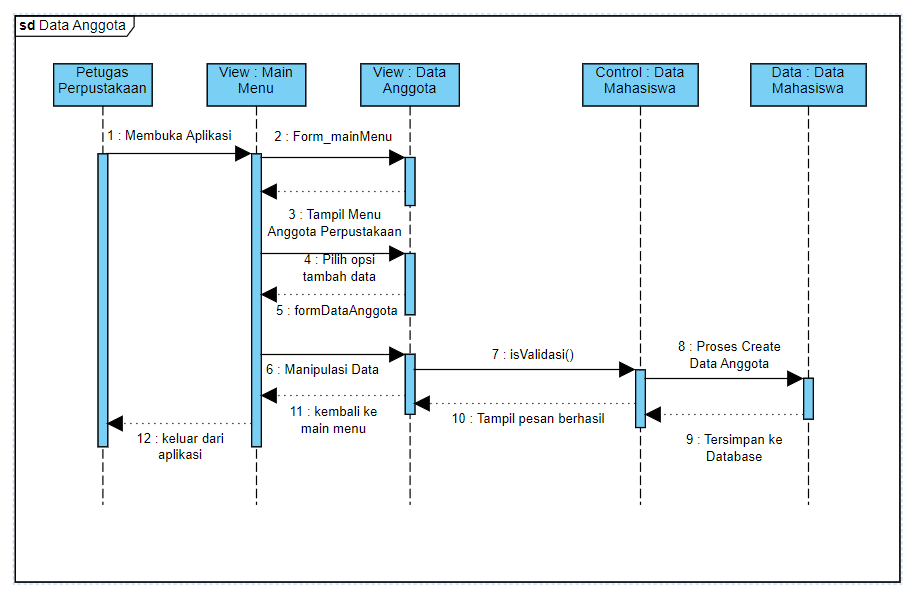 sd Data Anggota
Petugas
Perpustakaan
View : Main
Menu
View : Data
Anggota
Control : Data
Mahasiswa
Data : Data
Mahasiswa
1 : Membuka Aplikasi
2 : Form_mainMenu
3 : Tampil Menu
Anggota Perpustakaan
4 : Pilih opsi
tambah data
5 : formDataAnggota
6 : Manipulasi Data
7 : isValidasi()
8 : Proses Create
Data Anggota
9 : Tersimpan ke
Database
10 : Tampil pesan berhasil
11 : kembali ke
main menu
12 : keluar dari
aplikasi